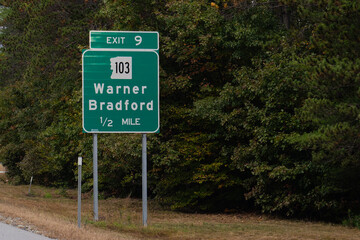 EXIT 9
103
Warner
Bradford
1/2 MILE